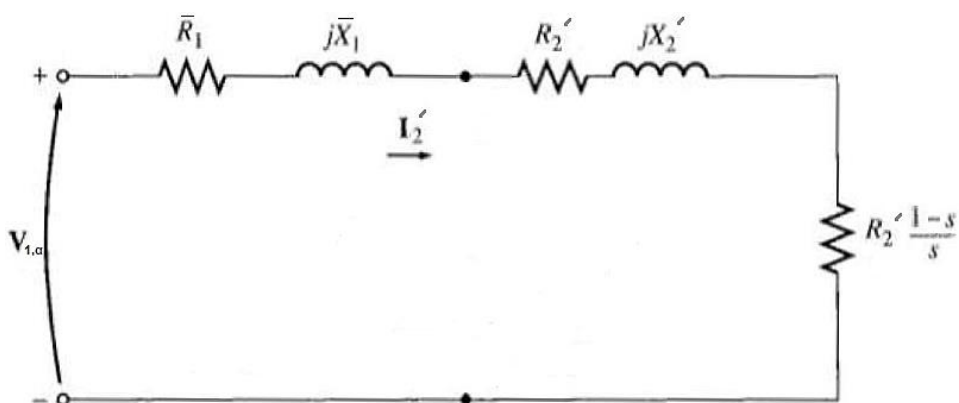 R̅₁ jX̅₁ R₂′ jX₂′
+
I₂′
V₁,α
R₂′ 1 − s / s
−